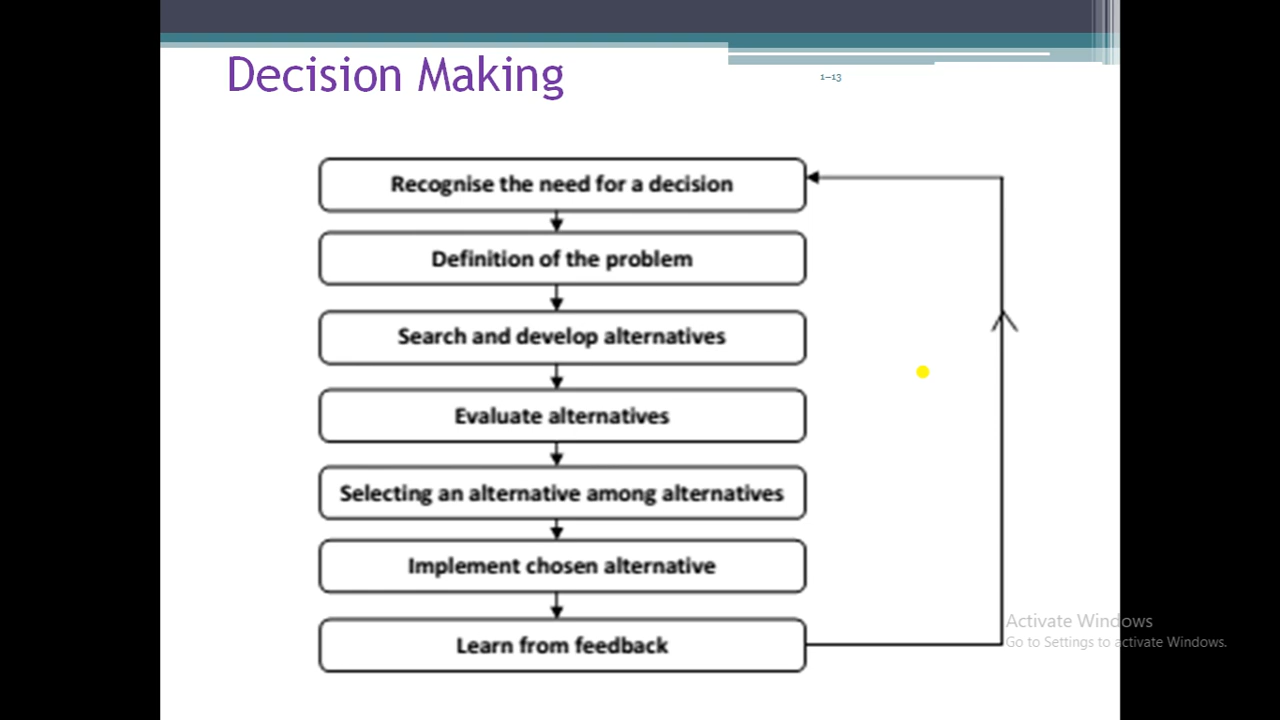 Decision Making
1–13
Recognise the need for a decision
Definition of the problem
Search and develop alternatives
Evaluate alternatives
Selecting an alternative among alternatives
Implement chosen alternative
Learn from feedback
Activate Windows
Go to Settings to activate Windows.